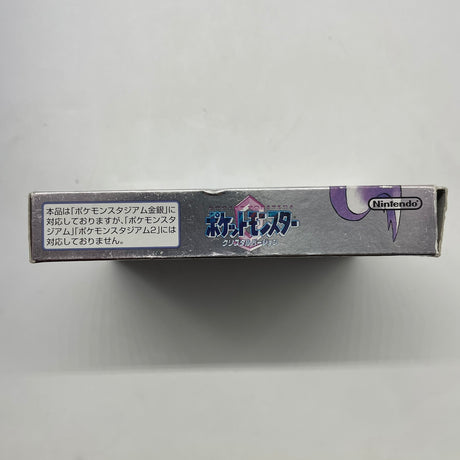 本品は「ポケモンスタジアム金銀」に
対応しておりますが、「ポケモンスタ
ジアム」「ポケモンスタジアム2」には
対応しておりません。
ポケットモンスター
クリスタルバージョン
Nintendo